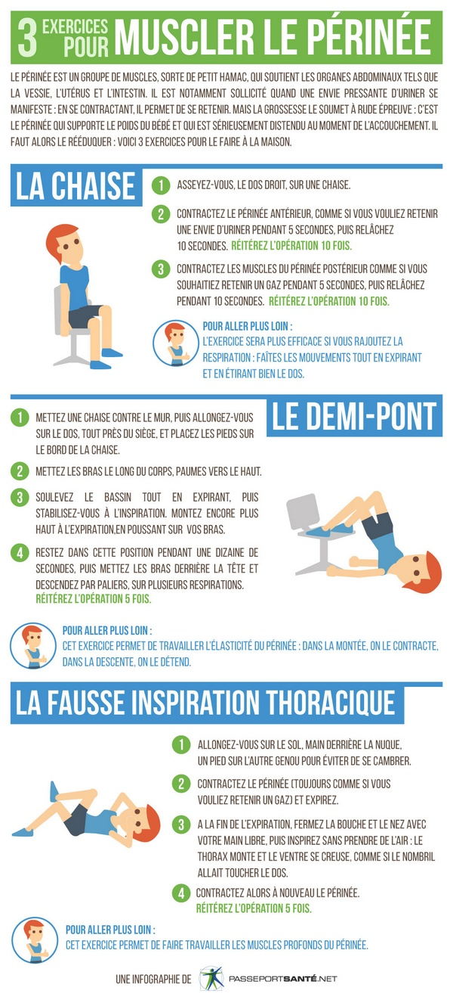 3 EXERCICES POUR MUSCLER LE PÉRINÉE
LE PÉRINÉE EST UN GROUPE DE MUSCLES, SORTE DE PETIT HAMAC, QUI SOUTIENT LES ORGANES ABDOMINAUX TELS QUE
LA VESSIE, L'UTÉRUS ET L'INTESTIN. IL EST NOTAMMENT SOLLICITÉ QUAND UNE ENVIE PRESSANTE D'URINER SE
MANIFESTE : EN SE CONTRACTANT, IL PERMET DE SE RETENIR. MAIS LA GROSSESSE LE SOUMET À RUDE ÉPREUVE : C'EST
LE PÉRINÉE QUI SUPPORTE LE POIDS DU BÉBÉ ET QUI EST SÉRIEUSEMENT DISTENDU AU MOMENT DE L'ACCOUCHEMENT. IL
FAUT ALORS LE RÉÉDUQUER : VOICI 3 EXERCICES POUR LE FAIRE À LA MAISON.
LA CHAISE
1 ASSEYEZ-VOUS, LE DOS DROIT, SUR UNE CHAISE.
2 CONTRACTEZ LE PÉRINÉE ANTÉRIEUR, COMME SI VOUS VOULIEZ RETENIR
UNE ENVIE D'URINER PENDANT 5 SECONDES, PUIS RELÂCHEZ
10 SECONDES. RÉITÉREZ L'OPÉRATION 10 FOIS.
3 CONTRACTEZ LES MUSCLES DU PÉRINÉE POSTÉRIEUR COMME SI VOUS
SOUHAITIEZ RETENIR UN GAZ PENDANT 5 SECONDES, PUIS RELÂCHEZ
PENDANT 10 SECONDES. RÉITÉREZ L'OPÉRATION 10 FOIS.
POUR ALLER PLUS LOIN :
L'EXERCICE SERA PLUS EFFICACE SI VOUS RAJOUTEZ LA
RESPIRATION : FAÎTES LES MOUVEMENTS TOUT EN EXPIRANT
ET EN ÉTIRANT BIEN LE DOS.
LE DEMI-PONT
1 METTEZ UNE CHAISE CONTRE LE MUR, PUIS ALLONGEZ-VOUS
SUR LE DOS, TOUT PRÈS DU SIÈGE, ET PLACEZ LES PIEDS SUR
LE BORD DE LA CHAISE.
2 METTEZ LES BRAS LE LONG DU CORPS, PAUMES VERS LE HAUT.
3 SOULEVEZ LE BASSIN TOUT EN EXPIRANT, PUIS
STABILISEZ-VOUS À L'INSPIRATION. MONTEZ ENCORE PLUS
HAUT À L'EXPIRATION,EN POUSSANT SUR VOS BRAS.
4 RESTEZ DANS CETTE POSITION PENDANT UNE DIZAINE DE
SECONDES, PUIS METTEZ LES BRAS DERRIÈRE LA TÊTE ET
DESCENDEZ PAR PALIERS, SUR PLUSIEURS RESPIRATIONS.
RÉITÉREZ L'OPÉRATION 5 FOIS.
POUR ALLER PLUS LOIN :
CET EXERCICE PERMET DE TRAVAILLER L'ÉLASTICITÉ DU PÉRINÉE : DANS LA MONTÉE, ON LE CONTRACTE,
DANS LA DESCENTE, ON LE DÉTEND.
LA FAUSSE INSPIRATION THORACIQUE
1 ALLONGEZ-VOUS SUR LE SOL, MAIN DERRIÈRE LA NUQUE,
UN PIED SUR L'AUTRE GENOU POUR ÉVITER DE SE CAMBRER.
2 CONTRACTEZ LE PÉRINÉE (TOUJOURS COMME SI VOUS
VOULIEZ RETENIR UN GAZ) ET EXPIREZ.
3 A LA FIN DE L'EXPIRATION, FERMEZ LA BOUCHE ET LE NEZ AVEC
VOTRE MAIN LIBRE, PUIS INSPIREZ SANS PRENDRE DE L'AIR : LE
THORAX MONTE ET LE VENTRE SE CREUSE, COMME SI LE NOMBRIL
ALLAIT TOUCHER LE DOS.
4 CONTRACTEZ ALORS À NOUVEAU LE PÉRINÉE.
RÉITÉREZ L'OPÉRATION 5 FOIS.
POUR ALLER PLUS LOIN :
CET EXERCICE PERMET DE FAIRE TRAVAILLER LES MUSCLES PROFONDS DU PÉRINÉE.
UNE INFOGRAPHIE DE PASSEPORTSANTÉ.NET